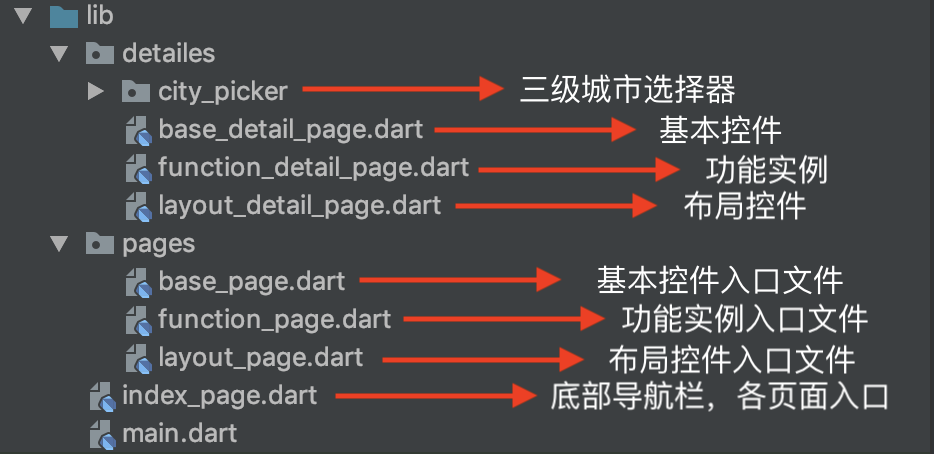 lib
detailes
city_picker 三级城市选择器
base_detail_page.dart 基本控件
function_detail_page.dart 功能实例
layout_detail_page.dart 布局控件
pages
base_page.dart 基本控件入口文件
function_page.dart 功能实例入口文件
layout_page.dart 布局控件入口文件
index_page.dart 底部导航栏，各页面入口
main.dart